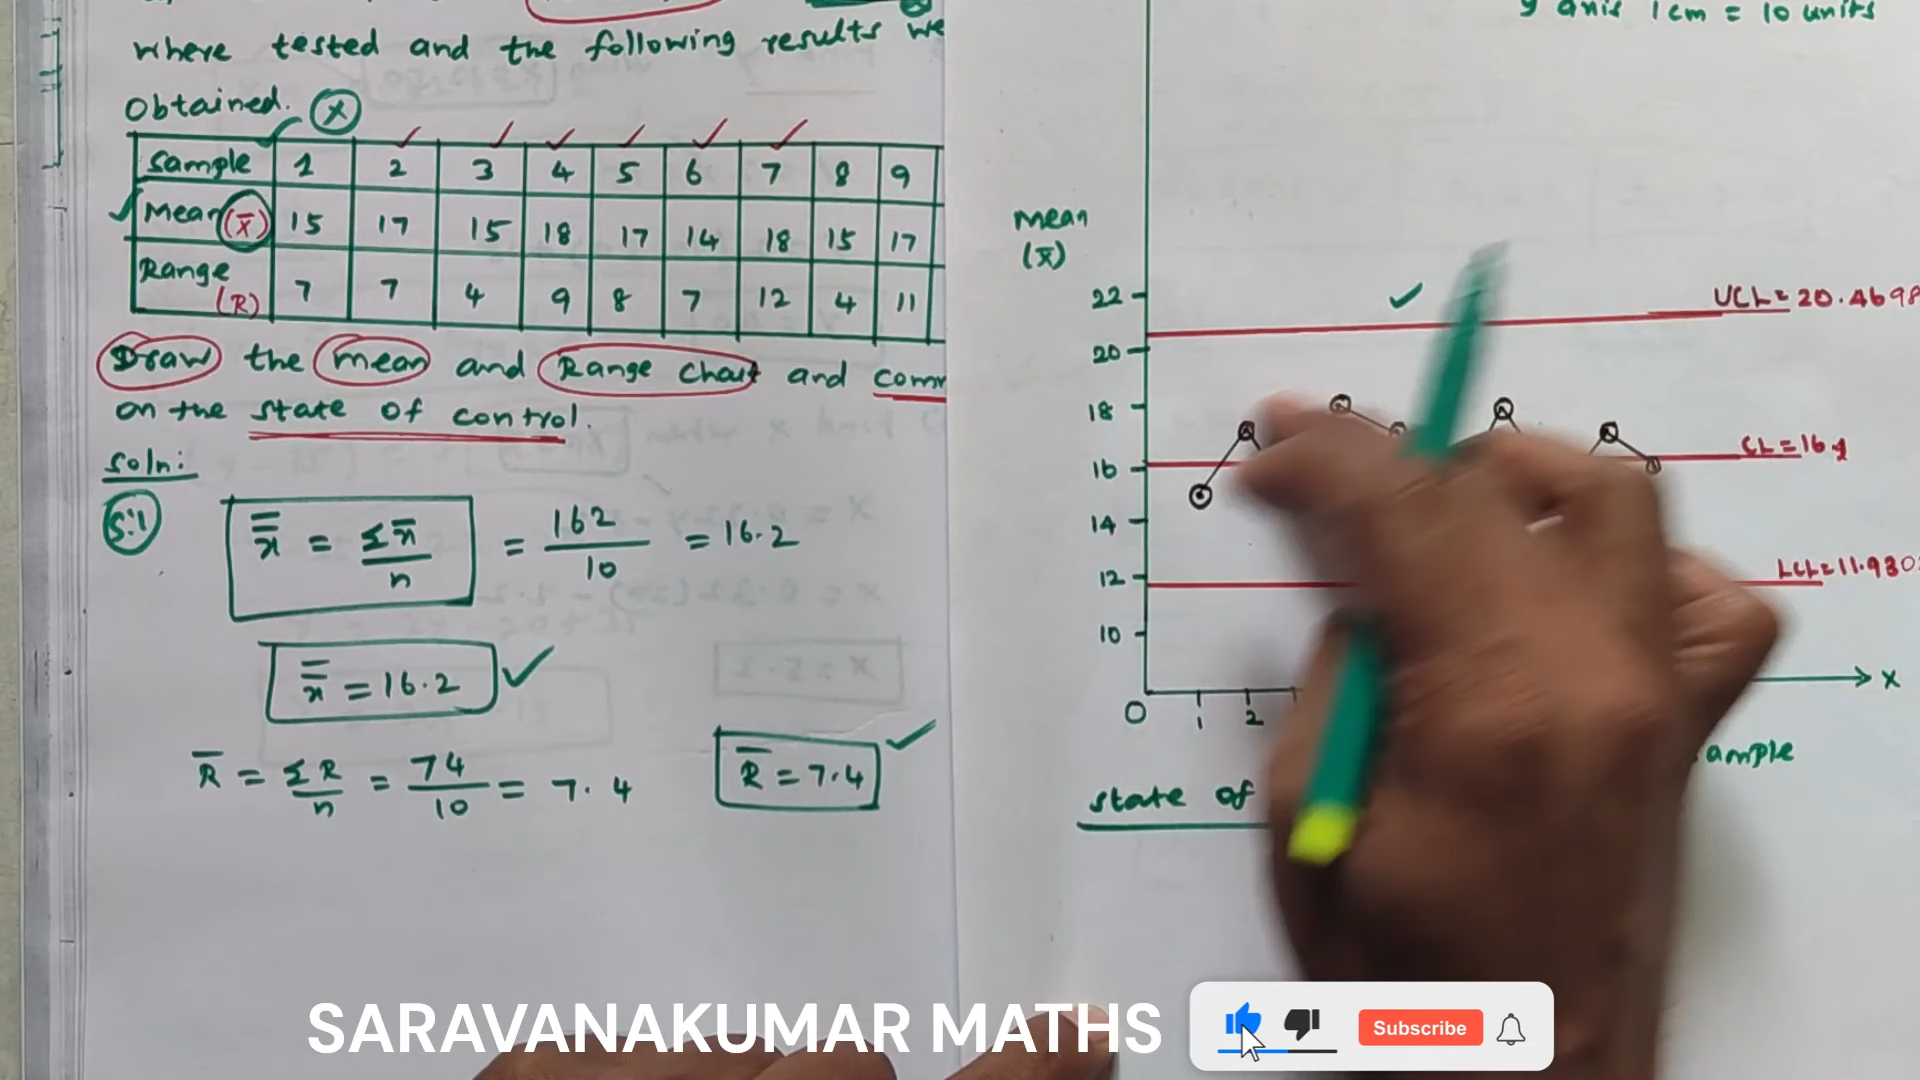 where tested and the following results we
Obtained. X
Sample 1 2 3 4 5 6 7 8 9
Mean (x̄) 15 17 15 18 17 14 18 15 17
Range (R) 7 7 4 9 8 7 12 4 11
Draw the mean and Range Chart and comm
on the state of control.
Soln:
S:1
x̿ = Σx̄/n = 162/10 = 16.2
x̿ = 16.2
R̄ = ΣR/n = 74/10 = 7.4
R̄ = 7.4
y axis 1cm = 10 units
mean
(x̄)
22
UCL = 20.4698
20
18
CL = 16
16
14
LCL = 11.930
12
10
0 1 2
x
ample
state of
SARAVANAKUMAR MATHS
Subscribe